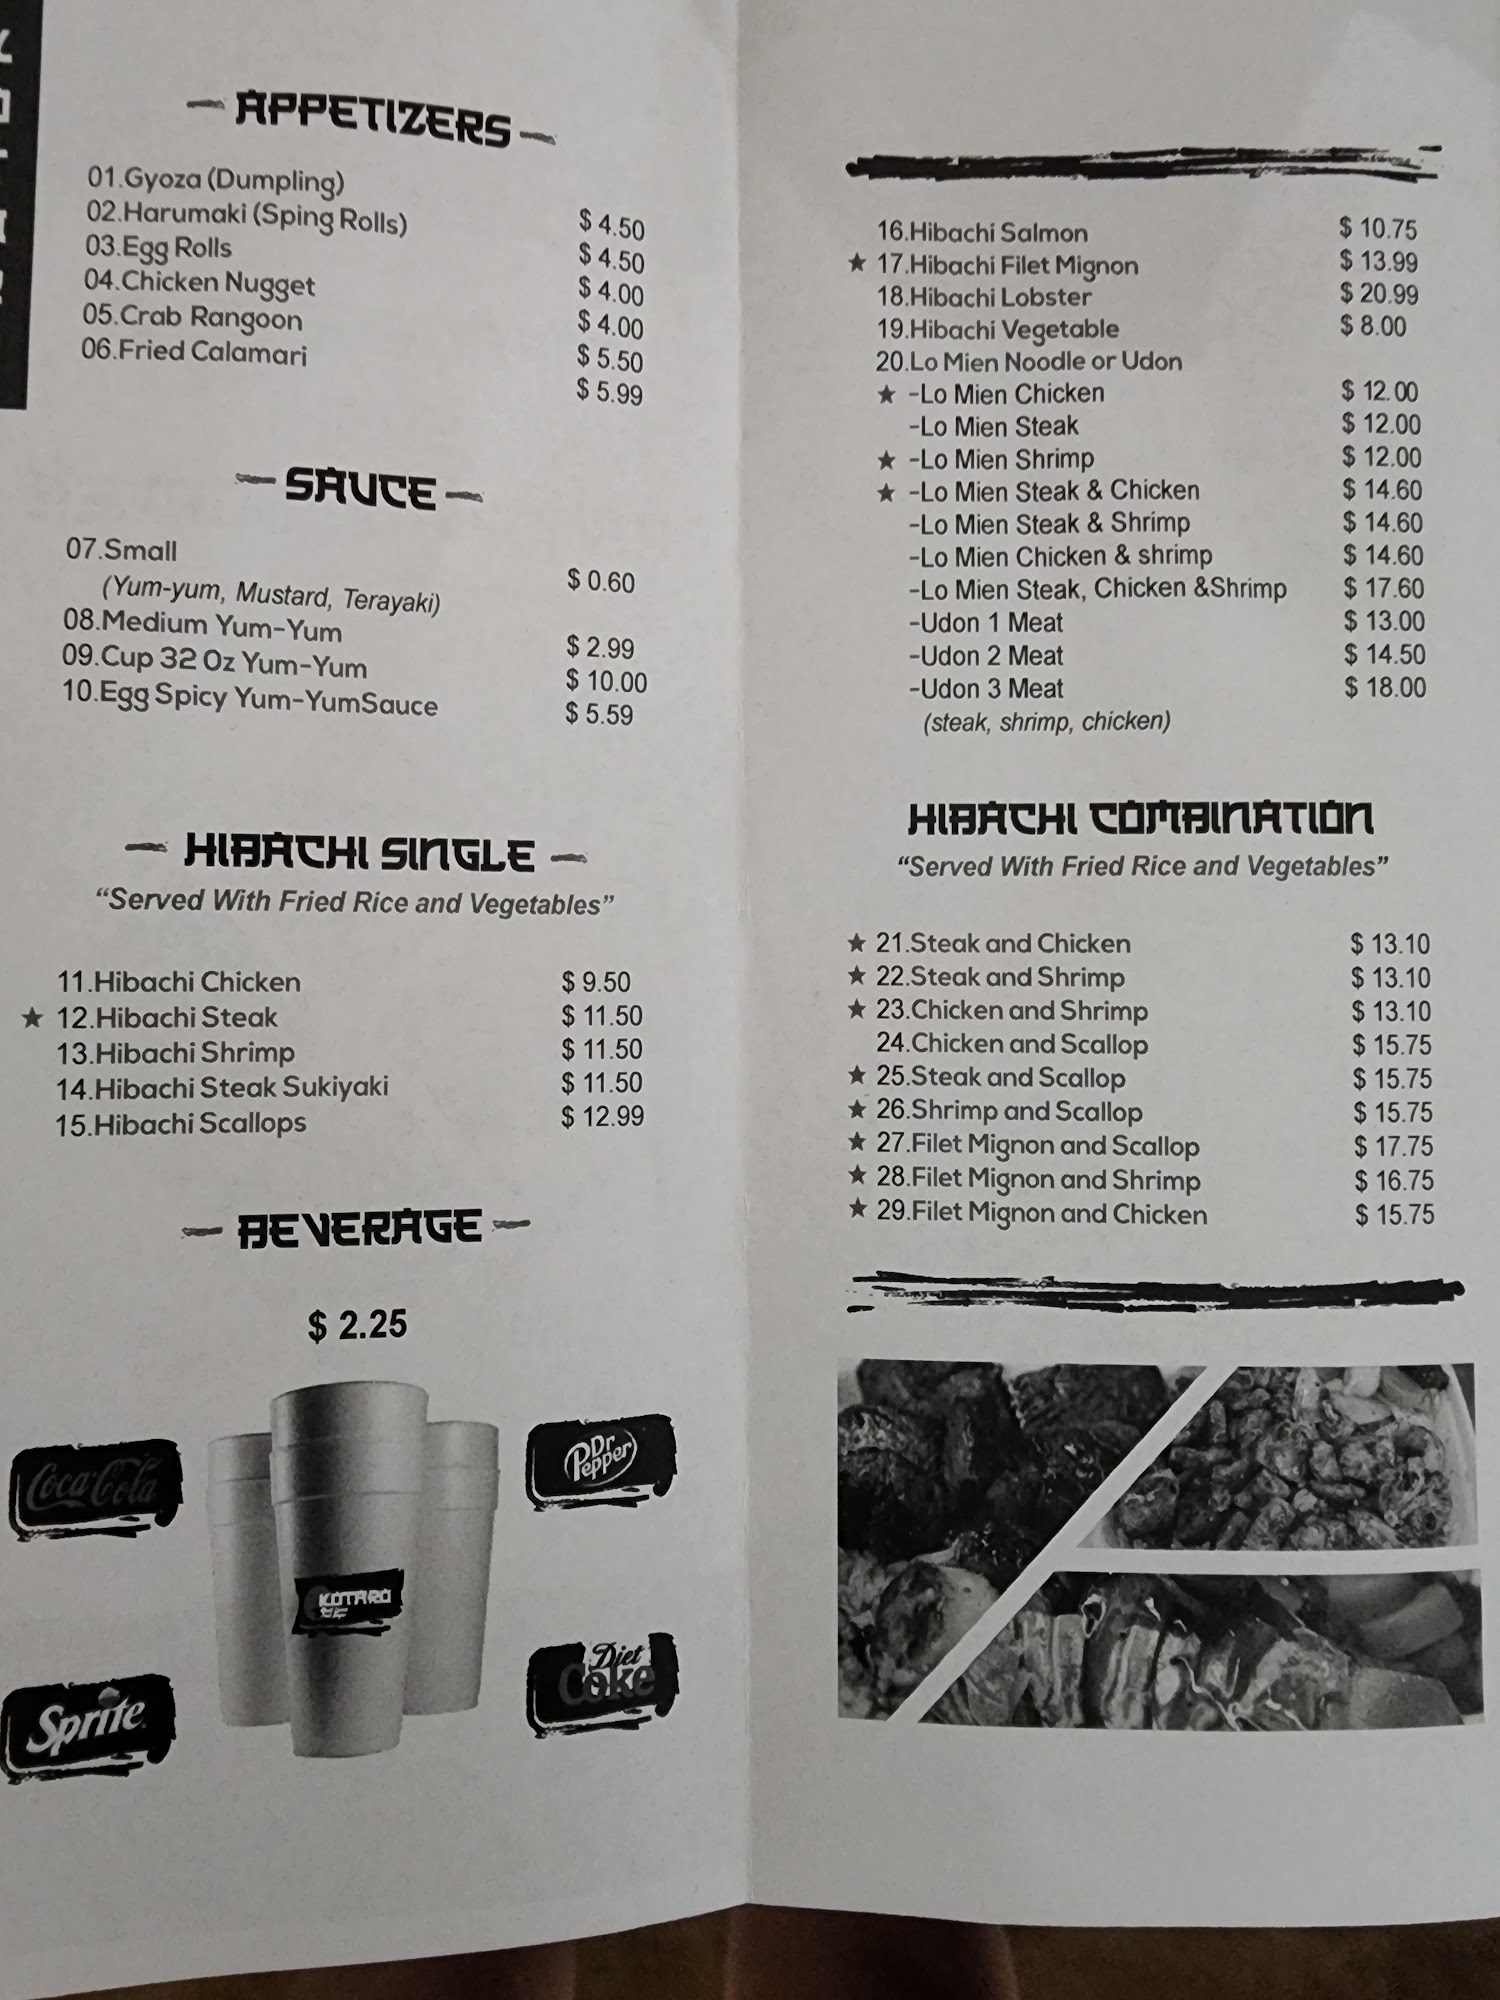 APPETIZERS
01.Gyoza (Dumpling) $ 4.50
02.Harumaki (Sping Rolls) $ 4.50
03.Egg Rolls $ 4.00
04.Chicken Nugget $ 4.00
05.Crab Rangoon $ 5.50
06.Fried Calamari $ 5.99
SAUCE
07.Small $ 0.60
(Yum-yum, Mustard, Terayaki)
08.Medium Yum-Yum $ 2.99
09.Cup 32 Oz Yum-Yum $ 10.00
10.Egg Spicy Yum-YumSauce $ 5.59
HIBACHI SINGLE
“Served With Fried Rice and Vegetables”
11.Hibachi Chicken $ 9.50
★ 12.Hibachi Steak $ 11.50
13.Hibachi Shrimp $ 11.50
14.Hibachi Steak Sukiyaki $ 11.50
15.Hibachi Scallops $ 12.99
BEVERAGE
$ 2.25
Coca-Cola
Dr Pepper
KOTARO
Sprite
Diet
Coke
16.Hibachi Salmon $ 10.75
★ 17.Hibachi Filet Mignon $ 13.99
18.Hibachi Lobster $ 20.99
19.Hibachi Vegetable $ 8.00
20.Lo Mien Noodle or Udon
★ -Lo Mien Chicken $ 12.00
-Lo Mien Steak $ 12.00
★ -Lo Mien Shrimp $ 12.00
★ -Lo Mien Steak & Chicken $ 14.60
-Lo Mien Steak & Shrimp $ 14.60
-Lo Mien Chicken & shrimp $ 14.60
-Lo Mien Steak, Chicken &Shrimp $ 17.60
-Udon 1 Meat $ 13.00
-Udon 2 Meat $ 14.50
-Udon 3 Meat $ 18.00
(steak, shrimp, chicken)
HIBACHI COMBINATION
“Served With Fried Rice and Vegetables”
★ 21.Steak and Chicken $ 13.10
★ 22.Steak and Shrimp $ 13.10
★ 23.Chicken and Shrimp $ 13.10
24.Chicken and Scallop $ 15.75
★ 25.Steak and Scallop $ 15.75
★ 26.Shrimp and Scallop $ 15.75
★ 27.Filet Mignon and Scallop $ 17.75
★ 28.Filet Mignon and Shrimp $ 16.75
★ 29.Filet Mignon and Chicken $ 15.75